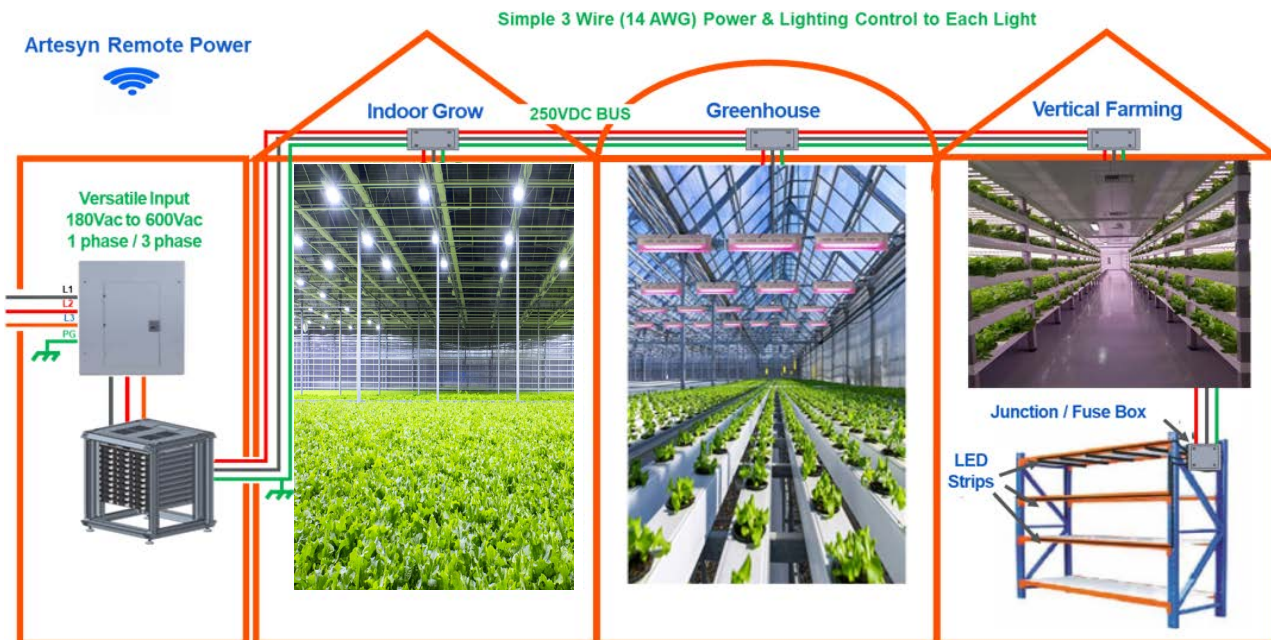 Simple 3 Wire (14 AWG) Power & Lighting Control to Each Light
Artesyn Remote Power
Indoor Grow
250VDC BUS
Greenhouse
Vertical Farming
Versatile Input
180Vac to 600Vac
1 phase / 3 phase
L1
L2
L3
PG
Junction / Fuse Box
LED
Strips